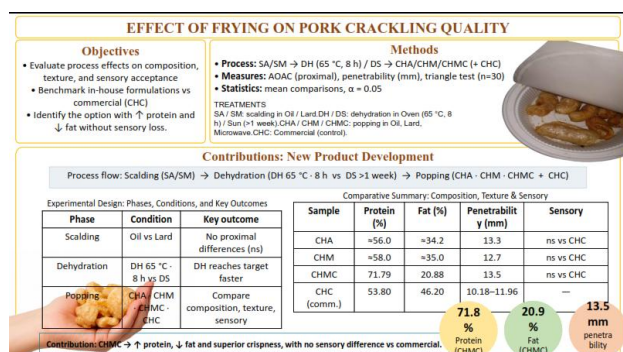 EFFECT OF FRYING ON PORK CRACKLING QUALITY
Objectives
• Evaluate process effects on composition,
texture, and sensory acceptance
• Benchmark in-house formulations vs
commercial (CHC)
• Identify the option with ↑ protein and
↓ fat without sensory loss.
Methods
• Process: SA/SM → DH (65 °C, 8 h) / DS → CHA/CHM/CHMC (+ CHC)
• Measures: AOAC (proximal), penetrability (mm), triangle test (n=30)
• Statistics: mean comparisons, α = 0.05
TREATMENTS
SA / SM: scalding in Oil / Lard.DH / DS: dehydration in Oven (65 °C, 8
h) / Sun (>1 week).CHA / CHM / CHMC: popping in Oil, Lard,
Microwave.CHC: Commercial (control).
Contributions: New Product Development
Process flow: Scalding (SA/SM) → Dehydration (DH 65 °C · 8 h vs DS >1 week) → Popping (CHA · CHM · CHMC + CHC)
Experimental Design: Phases, Conditions, and Key Outcomes
Phase Condition Key outcome
Scalding Oil vs Lard No proximal
differences (ns)
Dehydration DH 65 °C ·
8 h vs DS DH reaches target
faster
Popping CHA · CHM
· CHMC ·
CHC Compare
composition, texture,
sensory
Comparative Summary: Composition, Texture & Sensory
Sample Protein
(%) Fat (%) Penetrabilit
y (mm) Sensory
CHA ≈56.0 ≈34.2 13.3 ns vs CHC
CHM ≈58.0 ≈35.0 12.7 ns vs CHC
CHMC 71.79 20.88 13.5 ns vs CHC
CHC
(comm.) 53.80 46.20 10.18–11.96 —
71.8
%
Protein
(CHMC)
20.9
%
Fat
(CHMC)
13.5
mm
penetra
bility
Contribution: CHMC → ↑ protein, ↓ fat and superior crispness, with no sensory difference vs commercial.